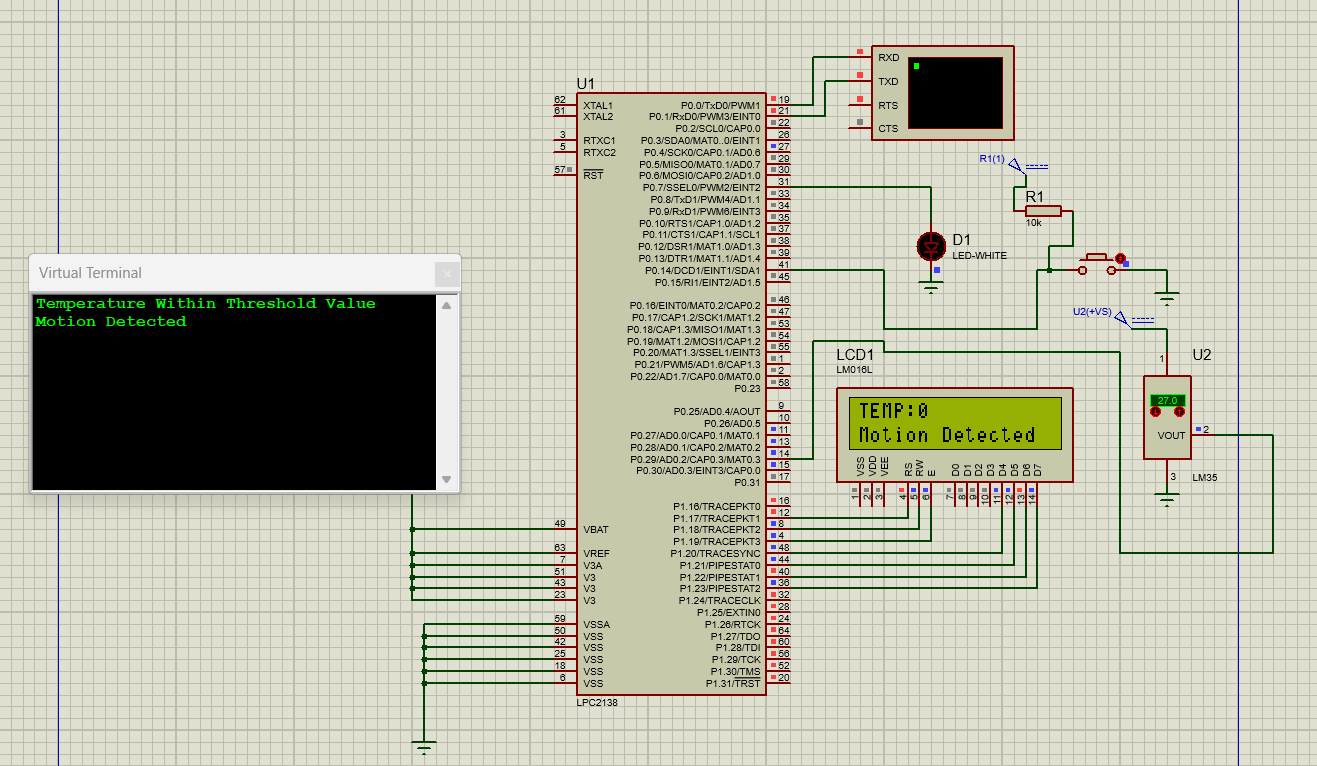 U1
62 XTAL1
61 XTAL2
3 RTXC1
5 RTXC2
57 RST
49 VBAT
63 VREF
7 V3A
51 V3
43 V3
23 V3
59 VSSA
50 VSS
42 VSS
25 VSS
18 VSS
6 VSS
P0.0/TxD0/PWM1 19
P0.1/RxD0/PWM3/EINT0 21
P0.2/SCL0/CAP0.0 22
P0.3/SDA0/MAT0..0/EINT1 26
P0.4/SCK0/CAP0.1/AD0.6 27
P0.5/MISO0/MAT0.1/AD0.7 29
P0.6/MOSI0/CAP0.2/AD1.0 30
P0.7/SSEL0/PWM2/EINT2 31
P0.8/TxD1/PWM4/AD1.1 33
P0.9/RxD1/PWM6/EINT3 34
P0.10/RTS1/CAP1.0/AD1.2 35
P0.11/CTS1/CAP1.1/SCL1 37
P0.12/DSR1/MAT1.0/AD1.3 38
P0.13/DTR1/MAT1.1/AD1.4 39
P0.14/DCD1/EINT1/SDA1 41
P0.15/RI1/EINT2/AD1.5 45
P0.16/EINT0/MAT0.2/CAP0.2 46
P0.17/CAP1.2/SCK1/MAT1.2 47
P0.18/CAP1.3/MISO1/MAT1.3 53
P0.19/MAT1.2/MOSI1/CAP1.2 54
P0.20/MAT1.3/SSEL1/EINT3 55
P0.21/PWM5/AD1.6/CAP1.3 1
P0.22/AD1.7/CAP0.0/MAT0.0 2
P0.23 58
P0.25/AD0.4/AOUT 9
P0.26/AD0.5 10
P0.27/AD0.0/CAP0.1/MAT0.1 11
P0.28/AD0.1/CAP0.2/MAT0.2 13
P0.29/AD0.2/CAP0.3/MAT0.3 14
P0.30/AD0.3/EINT3/CAP0.0 15
P0.31 17
P1.16/TRACEPKT0 16
P1.17/TRACEPKT1 12
P1.18/TRACEPKT2 8
P1.19/TRACEPKT3 4
P1.20/TRACESYNC 48
P1.21/PIPESTAT0 44
P1.22/PIPESTAT1 40
P1.23/PIPESTAT2 36
P1.24/TRACECLK 32
P1.25/EXTIN0 28
P1.26/RTCK 24
P1.27/TDO 64
P1.28/TDI 60
P1.29/TCK 56
P1.30/TMS 52
P1.31/TRST 20
LPC2138
Virtual Terminal
Temperature Within Threshold Value
Motion Detected
RXD
TXD
RTS
CTS
R1(1)
R1
10k
D1
LED-WHITE
U2(+VS)
U2
1
27.0
VOUT 2
3
LM35
LCD1
LM016L
TEMP:0
Motion Detected
VSS VDD VEE RS RW E D0 D1 D2 D3 D4 D5 D6 D7
1 2 3 4 5 6 7 8 9 10 11 12 13 14